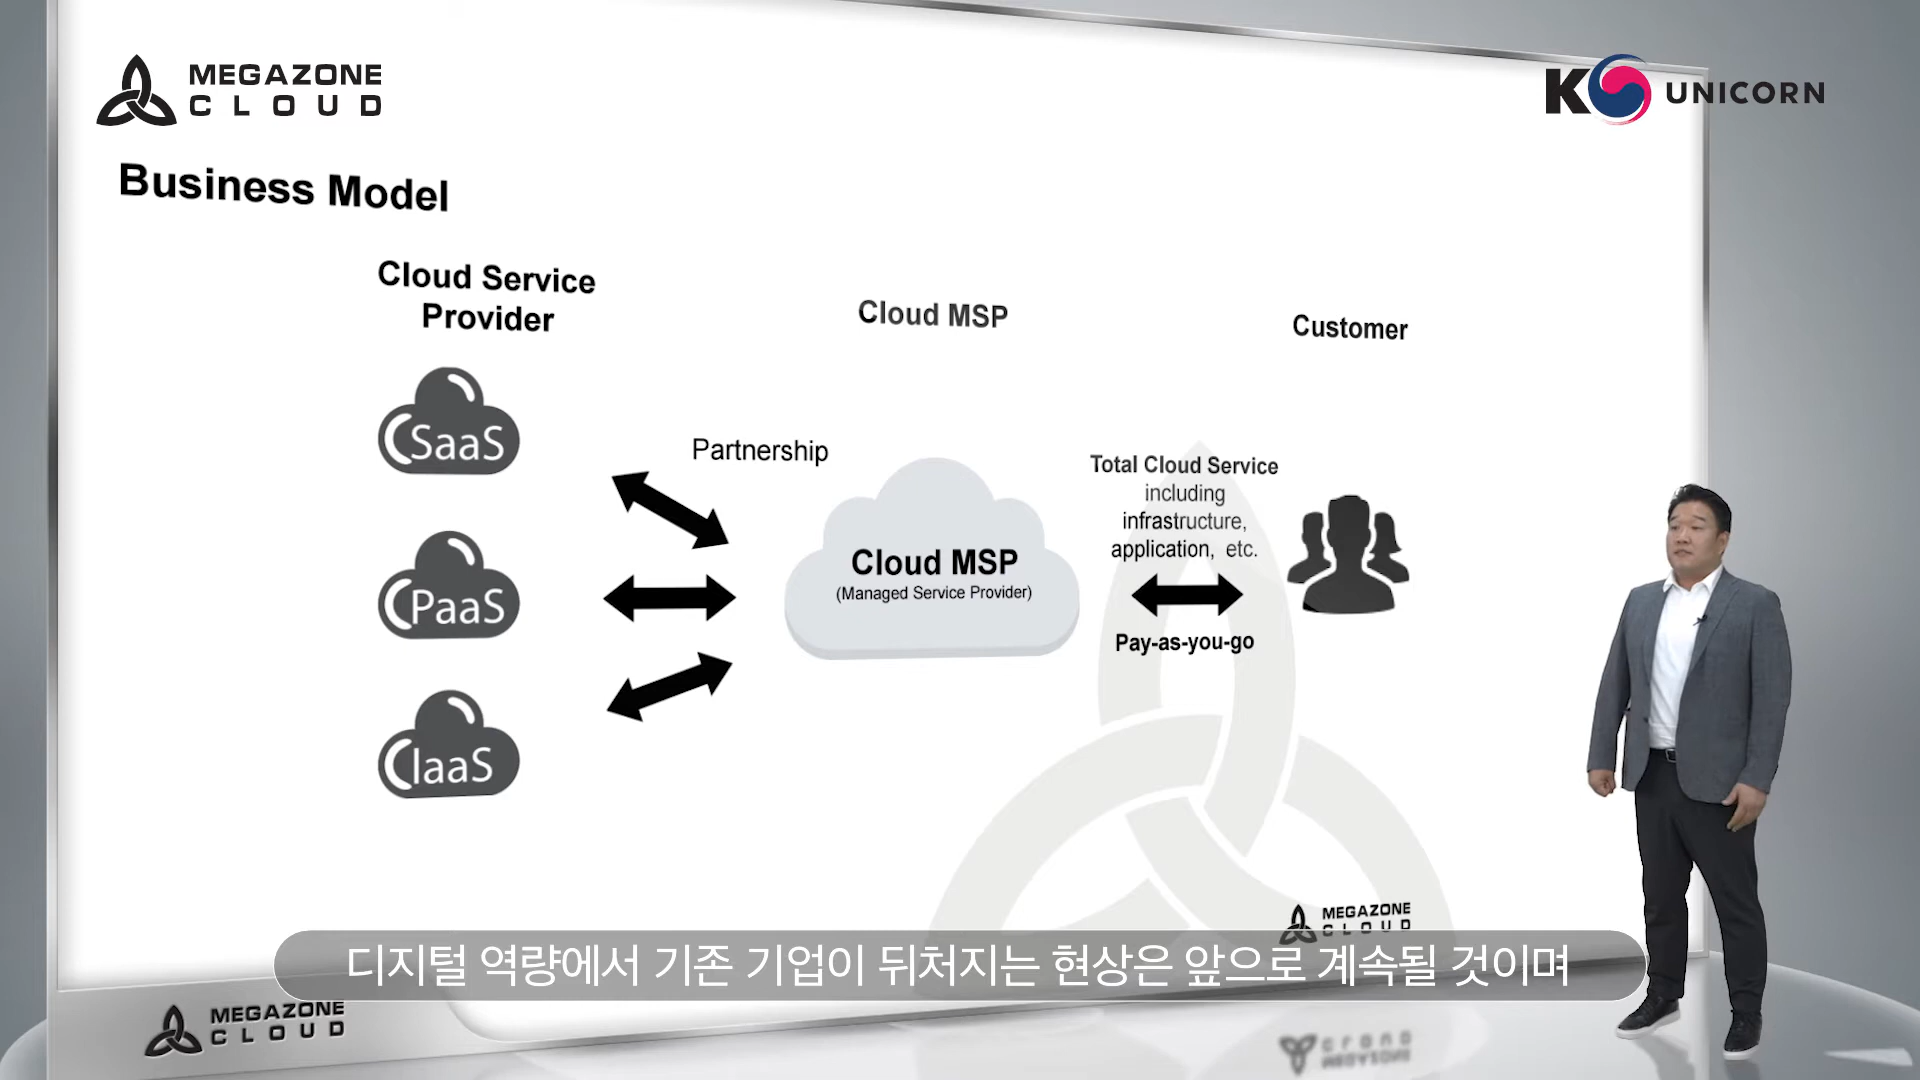 MEGAZONE
CLOUD
K UNICORN
Business Model
Cloud Service
Provider
Cloud MSP
Customer
SaaS
PaaS
IaaS
Partnership
Cloud MSP
(Managed Service Provider)
Total Cloud Service
including
infrastructure,
application, etc.
Pay-as-you-go
MEGAZONE
CLOUD
디지털 역량에서 기존 기업이 뒤처지는 현상은 앞으로 계속될 것이며
MEGAZONE
CLOUD